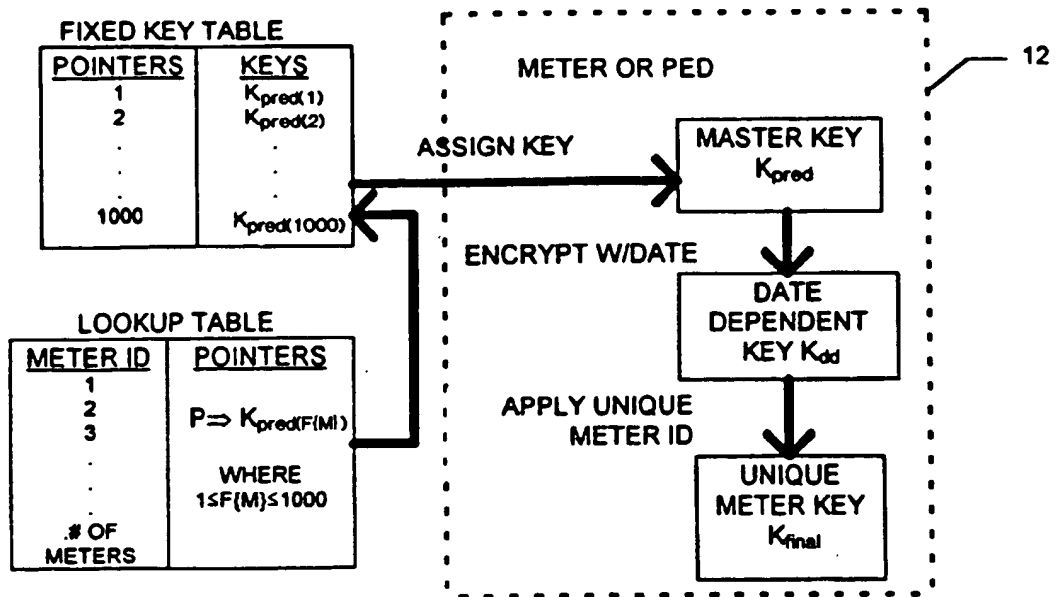 FIXED KEY TABLE
POINTERS KEYS
1 Kpred(1)
2 Kpred(2)
. .
. .
. .
1000 Kpred(1000)
LOOKUP TABLE
METER ID POINTERS
1
2
3
P⇒ Kpred(F{M})
WHERE
1≤F{M}≤1000
.
.
.
.# OF
METERS
ASSIGN KEY
12
METER OR PED
MASTER KEY
Kpred
ENCRYPT W/DATE
DATE
DEPENDENT
KEY Kdd
APPLY UNIQUE
METER ID
UNIQUE
METER KEY
Kfinal